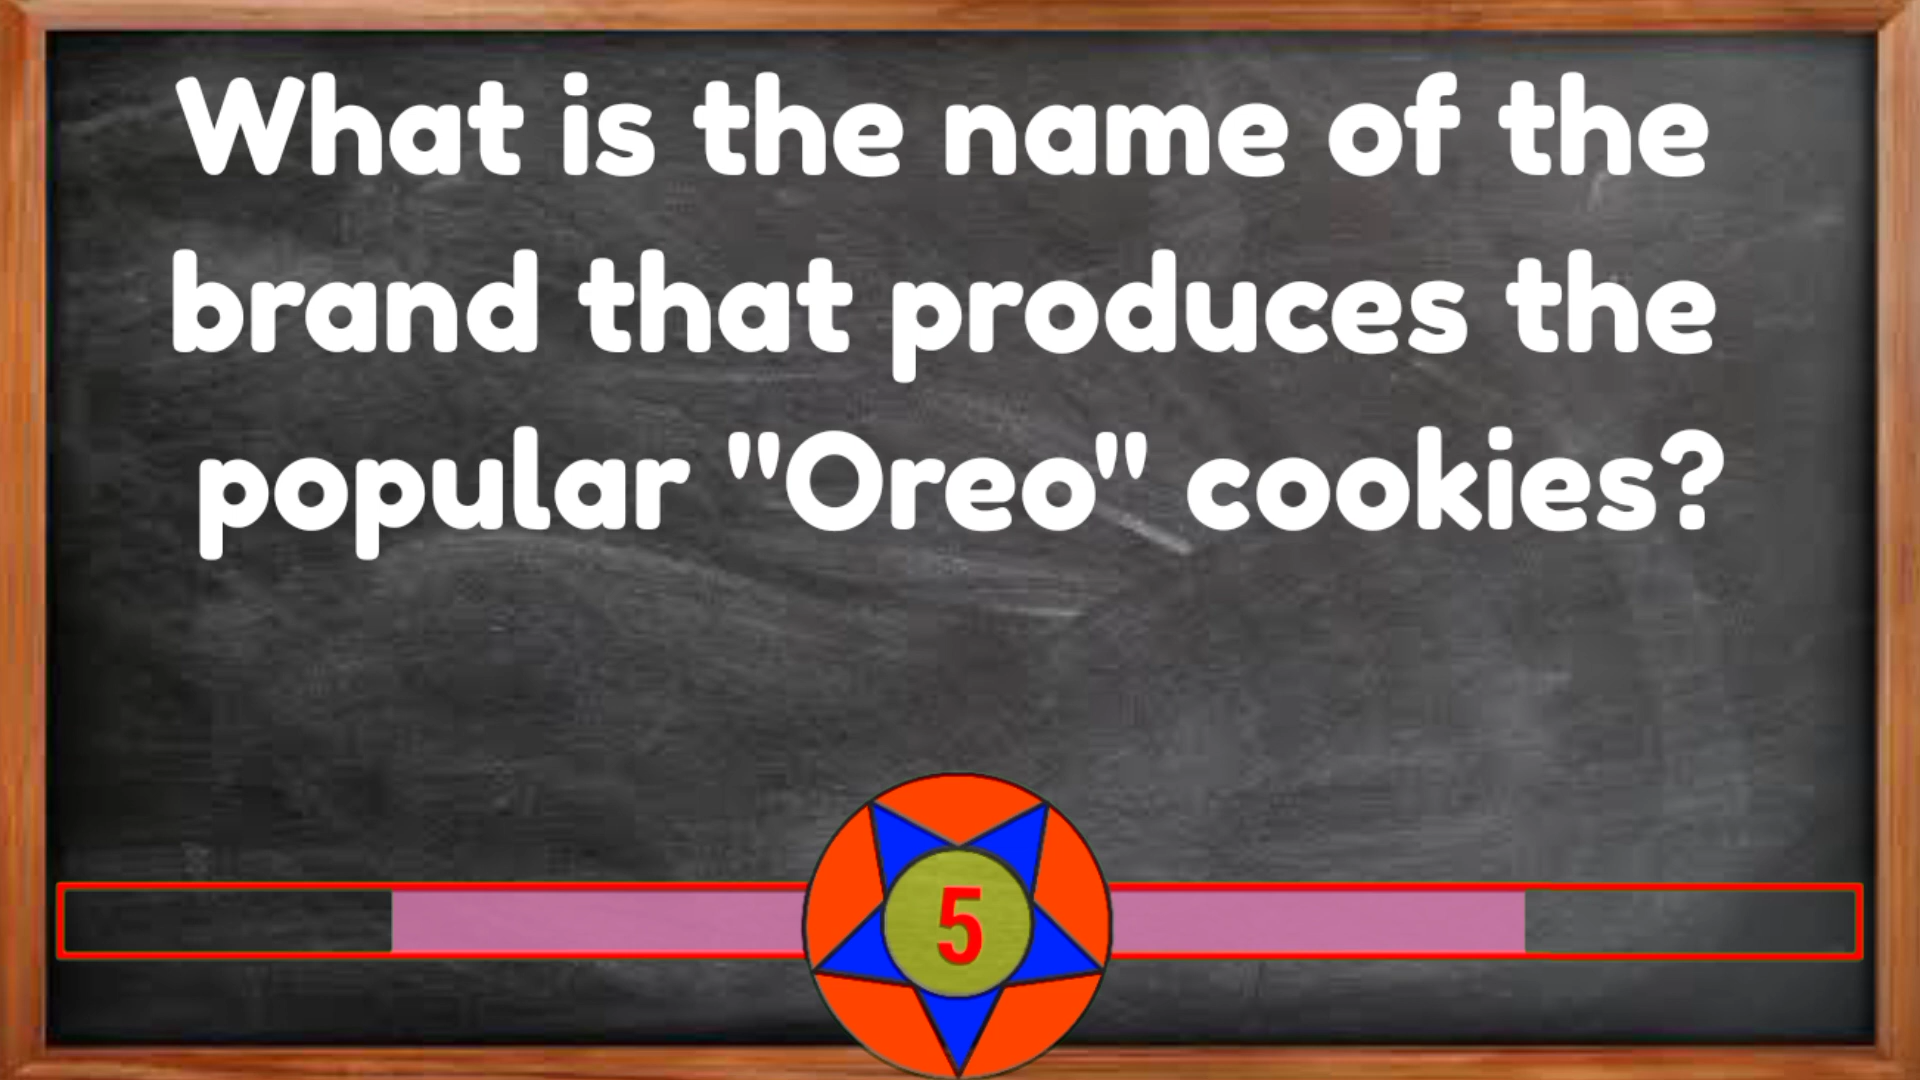 What is the name of the
brand that produces the
popular "Oreo" cookies?
5